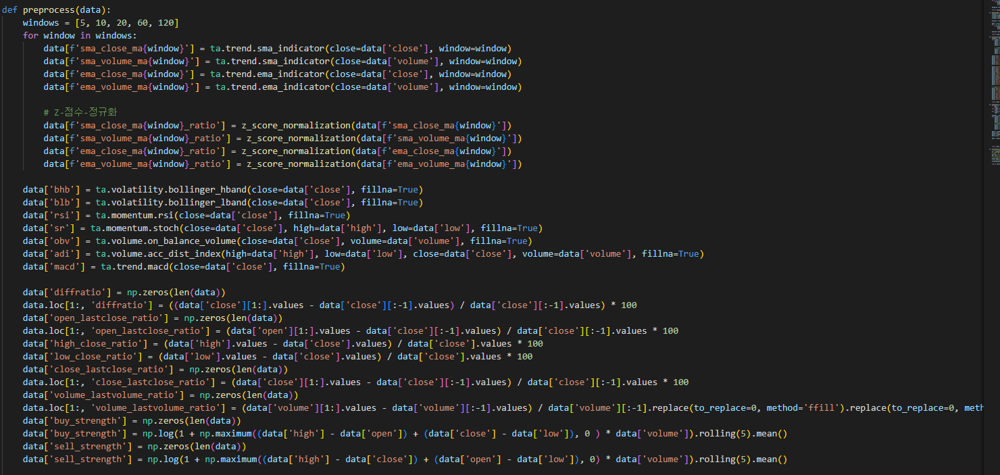 def preprocess(data):
    windows = [5, 10, 20, 60, 120]
    for window in windows:
        data[f'sma_close_ma{window}'] = ta.trend.sma_indicator(close=data['close'], window=window)
        data[f'sma_volume_ma{window}'] = ta.trend.sma_indicator(close=data['volume'], window=window)
        data[f'ema_close_ma{window}'] = ta.trend.ema_indicator(close=data['close'], window=window)
        data[f'ema_volume_ma{window}'] = ta.trend.ema_indicator(close=data['volume'], window=window)

        # Z-점수-정규화
        data[f'sma_close_ma{window}_ratio'] = z_score_normalization(data[f'sma_close_ma{window}'])
        data[f'sma_volume_ma{window}_ratio'] = z_score_normalization(data[f'sma_volume_ma{window}'])
        data[f'ema_close_ma{window}_ratio'] = z_score_normalization(data[f'ema_close_ma{window}'])
        data[f'ema_volume_ma{window}_ratio'] = z_score_normalization(data[f'ema_volume_ma{window}'])

    data['bhb'] = ta.volatility.bollinger_hband(close=data['close'], fillna=True)
    data['blb'] = ta.volatility.bollinger_lband(close=data['close'], fillna=True)
    data['rsi'] = ta.momentum.rsi(close=data['close'], fillna=True)
    data['sr'] = ta.momentum.stoch(close=data['close'], high=data['high'], low=data['low'], fillna=True)
    data['obv'] = ta.volume.on_balance_volume(close=data['close'], volume=data['volume'], fillna=True)
    data['adi'] = ta.volume.acc_dist_index(high=data['high'], low=data['low'], close=data['close'], volume=data['volume'], fillna=True)
    data['macd'] = ta.trend.macd(close=data['close'], fillna=True)

    data['diffratio'] = np.zeros(len(data))
    data.loc[1:, 'diffratio'] = ((data['close'][1:].values - data['close'][:-1].values) / data['close'][:-1].values) * 100
    data['open_lastclose_ratio'] = np.zeros(len(data))
    data.loc[1:, 'open_lastclose_ratio'] = (data['open'][1:].values - data['close'][:-1].values) / data['close'][:-1].values * 100
    data['high_close_ratio'] = (data['high'].values - data['close'].values) / data['close'].values * 100
    data['low_close_ratio'] = (data['low'].values - data['close'].values) / data['close'].values * 100
    data['close_lastclose_ratio'] = np.zeros(len(data))
    data.loc[1:, 'close_lastclose_ratio'] = (data['close'][1:].values - data['close'][:-1].values) / data['close'][:-1].values * 100
    data['volume_lastvolume_ratio'] = np.zeros(len(data))
    data.loc[1:, 'volume_lastvolume_ratio'] = (data['volume'][1:].values - data['volume'][:-1].values) / data['volume'][:-1].replace(to_replace=0, method='ffill').replace(to_replace=0, meth
    data['buy_strength'] = np.zeros(len(data))
    data['buy_strength'] = np.log(1 + np.maximum((data['high'] - data['open']) + (data['close'] - data['low']), 0 ) * data['volume']).rolling(5).mean()
    data['sell_strength'] = np.zeros(len(data))
    data['sell_strength'] = np.log(1 + np.maximum((data['high'] - data['close']) + (data['open'] - data['low']), 0) * data['volume']).rolling(5).mean()